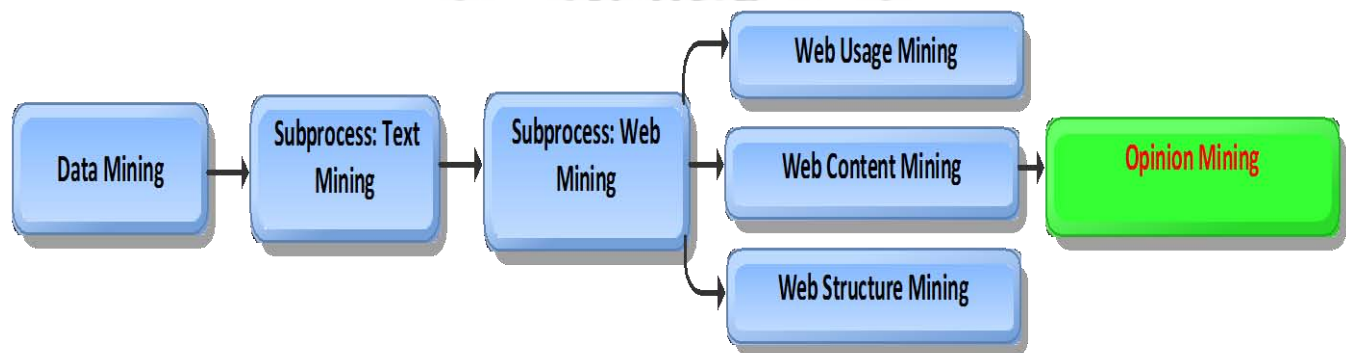 Data Mining
Subprocess: Text
Mining
Subprocess: Web
Mining
Web Usage Mining
Web Content Mining
Web Structure Mining
Opinion Mining